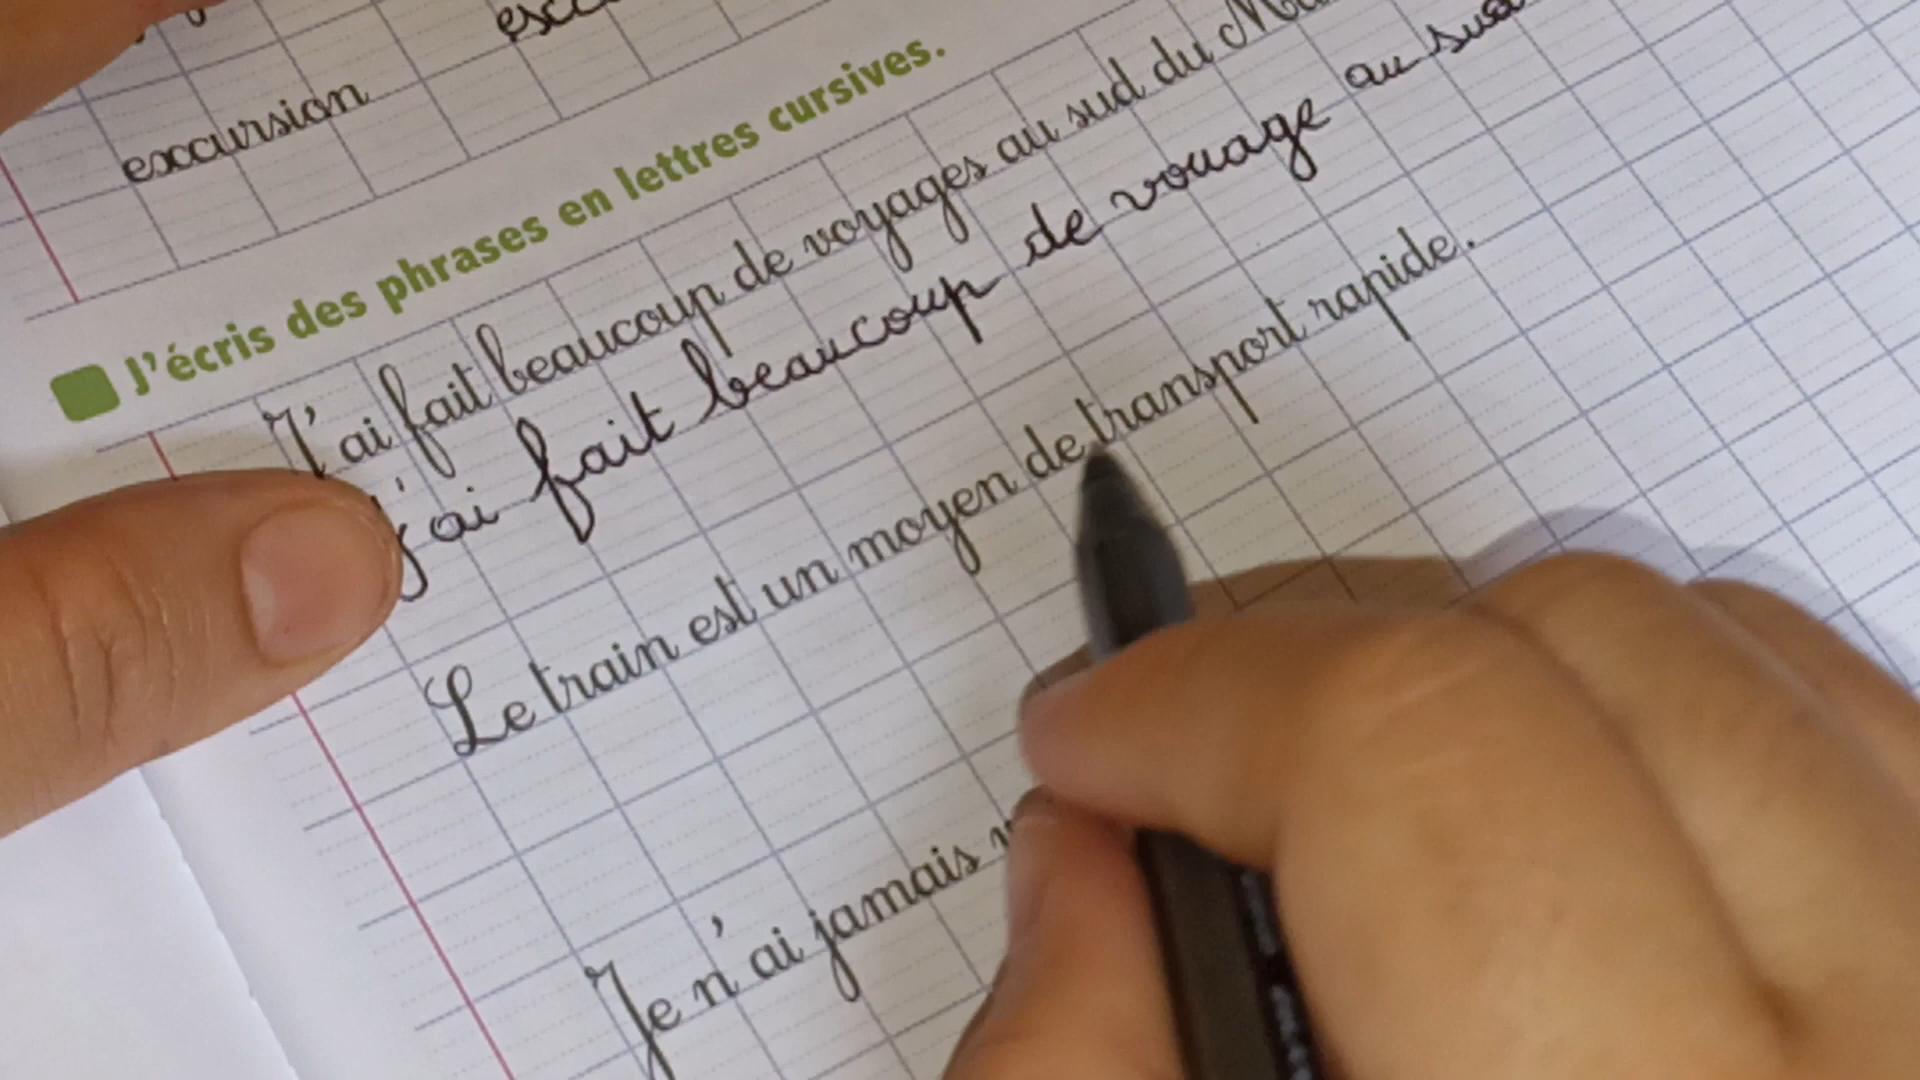 excursion
J'écris des phrases en lettres cursives.
J'ai fait beaucoup de voyages au sud du
j'ai fait beaucoup de vouage au sud
Le train est un moyen de transport rapide.
Je n'ai jamais